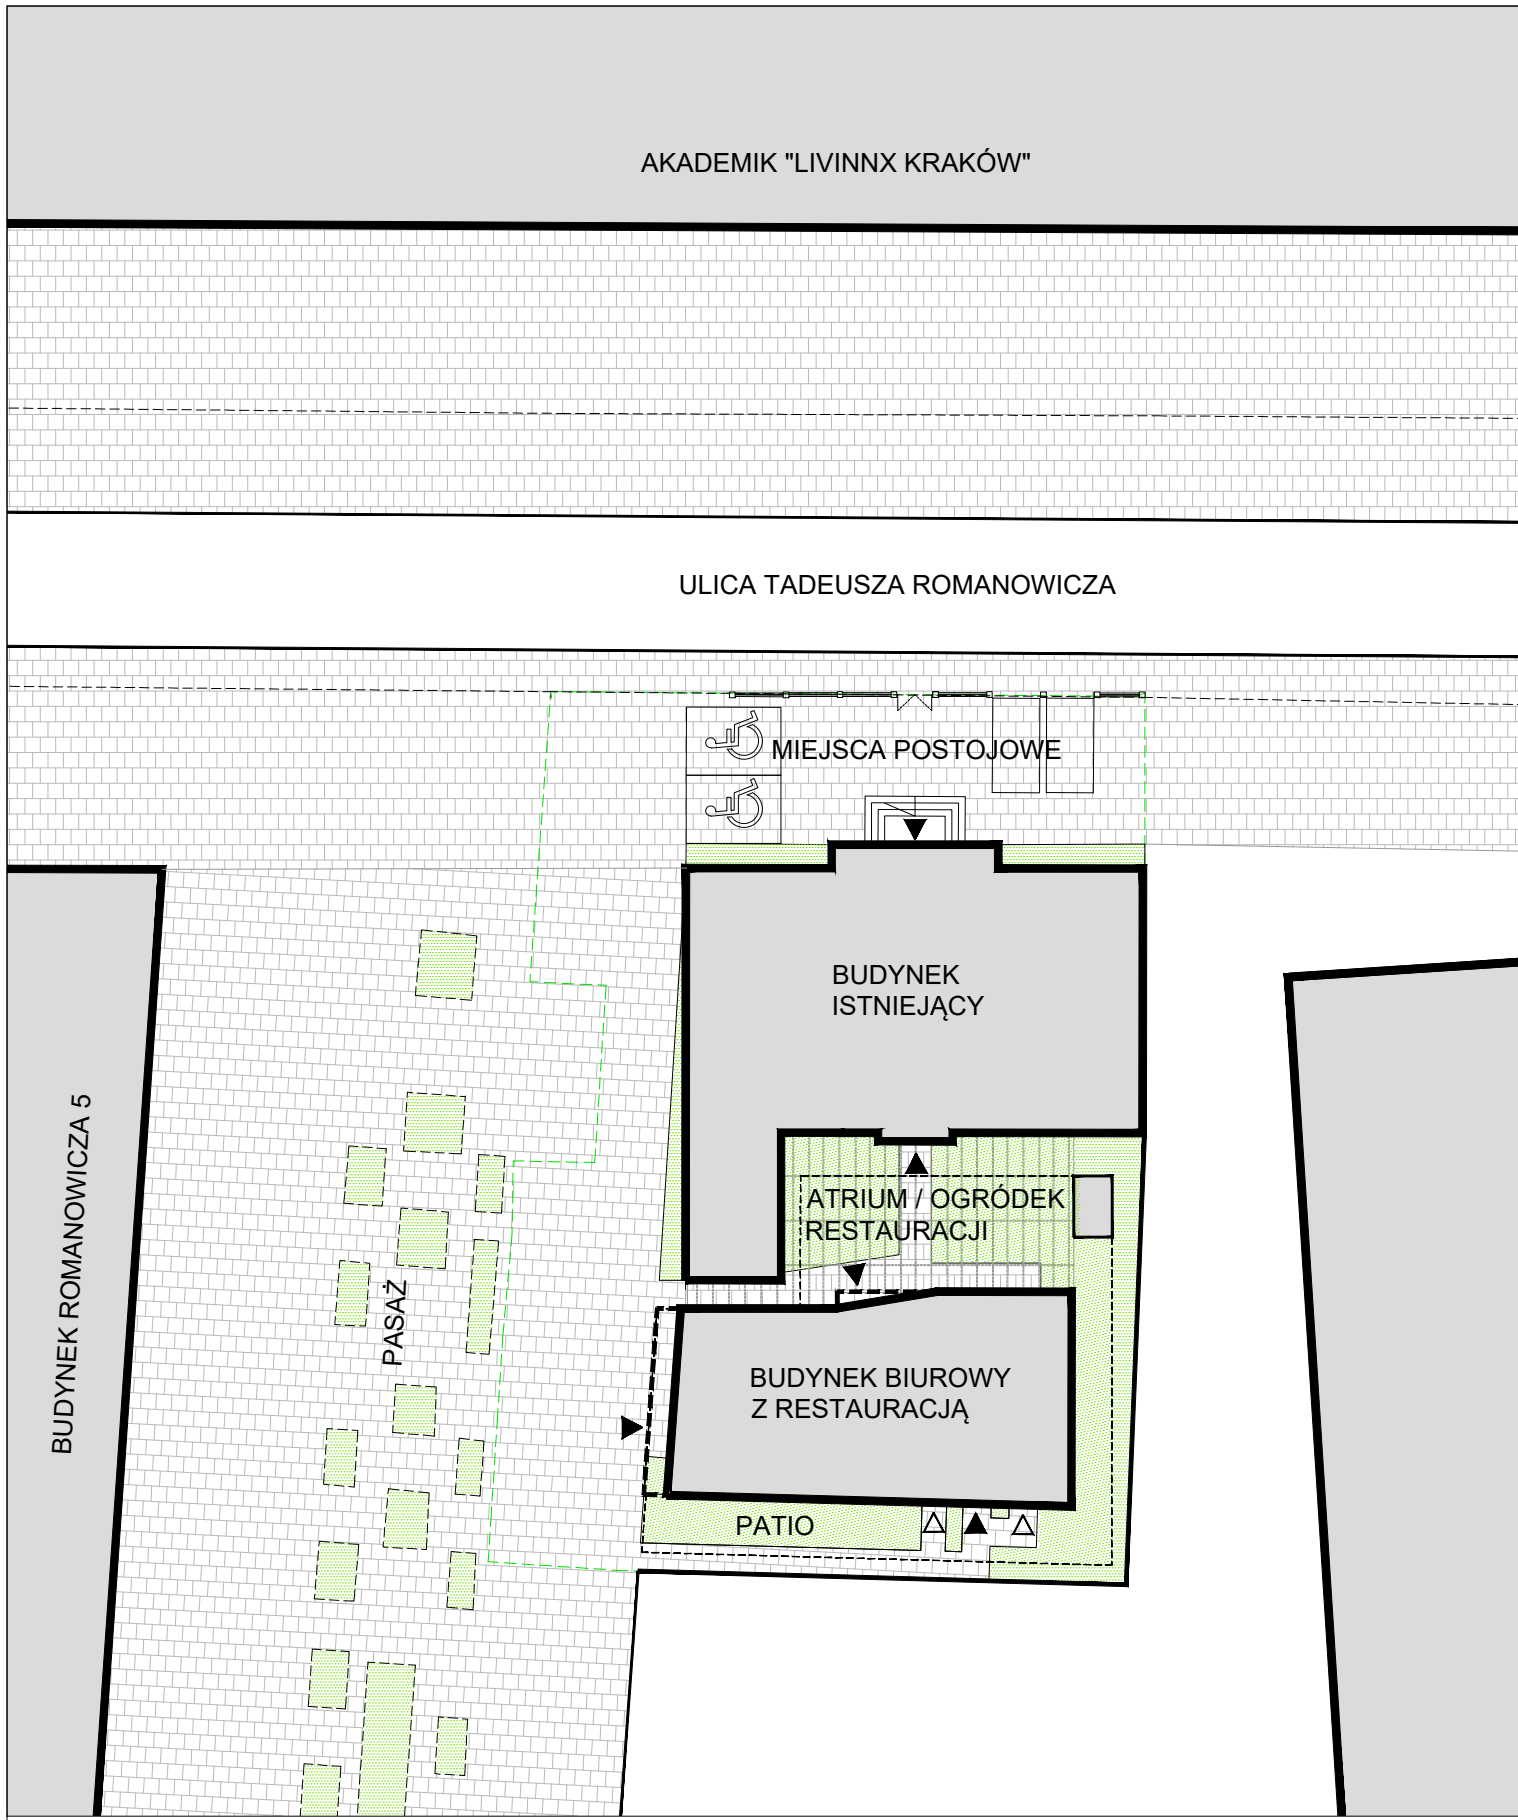 AKADEMIK "LIVINNX KRAKÓW"
ULICA TADEUSZA ROMANOWICZA
MIEJSCA POSTOJOWE
BUDYNEK
ISTNIEJĄCY
ATRIUM / OGRÓDEK
RESTAURACJI
BUDYNEK ROMANOWICZA 5
PASAŻ
BUDYNEK BIUROWY
Z RESTAURACJĄ
PATIO